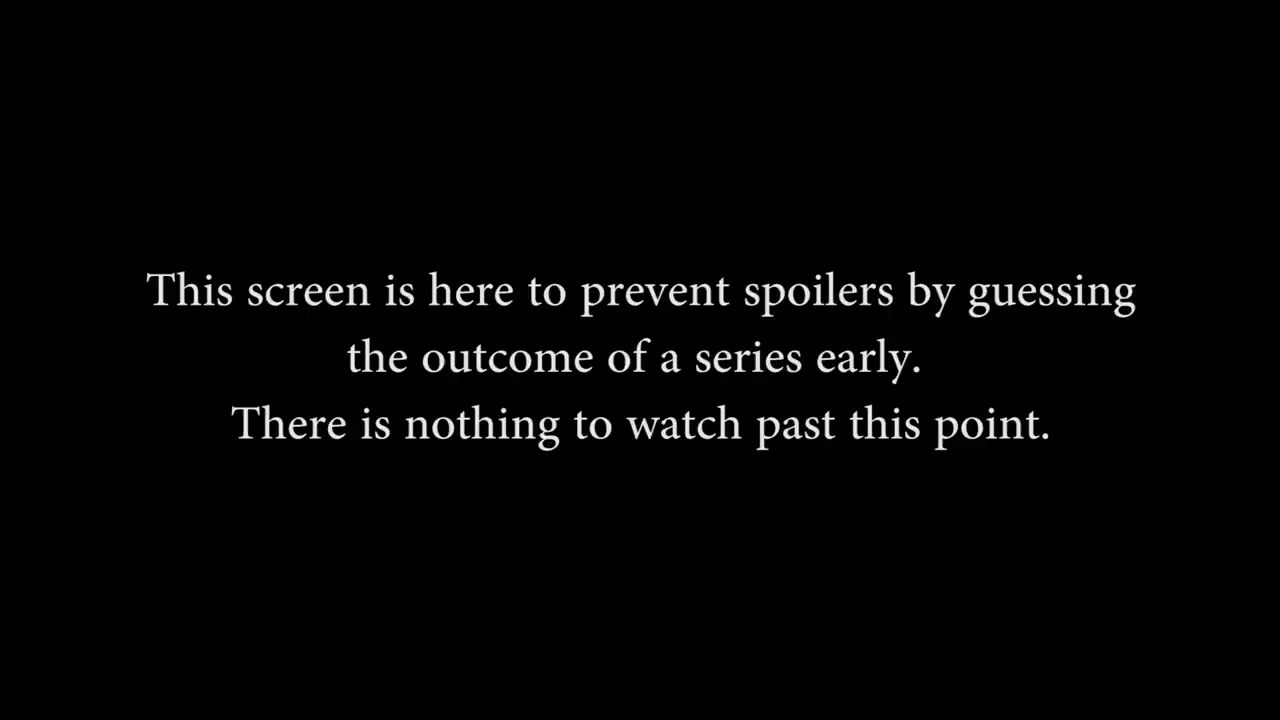 This screen is here to prevent spoilers by guessing
the outcome of a series early.
There is nothing to watch past this point.